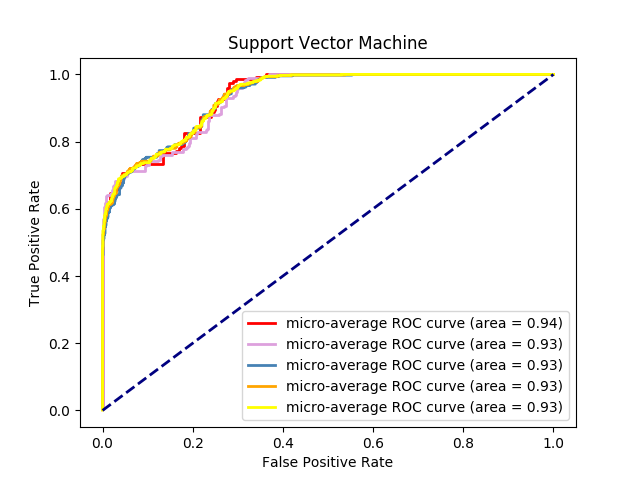 Support Vector Machine
True Positive Rate
1.0
0.8
0.6
0.4
0.2
0.0
micro-average ROC curve (area = 0.94)
micro-average ROC curve (area = 0.93)
micro-average ROC curve (area = 0.93)
micro-average ROC curve (area = 0.93)
micro-average ROC curve (area = 0.93)
0.0 0.2 0.4 0.6 0.8 1.0
False Positive Rate